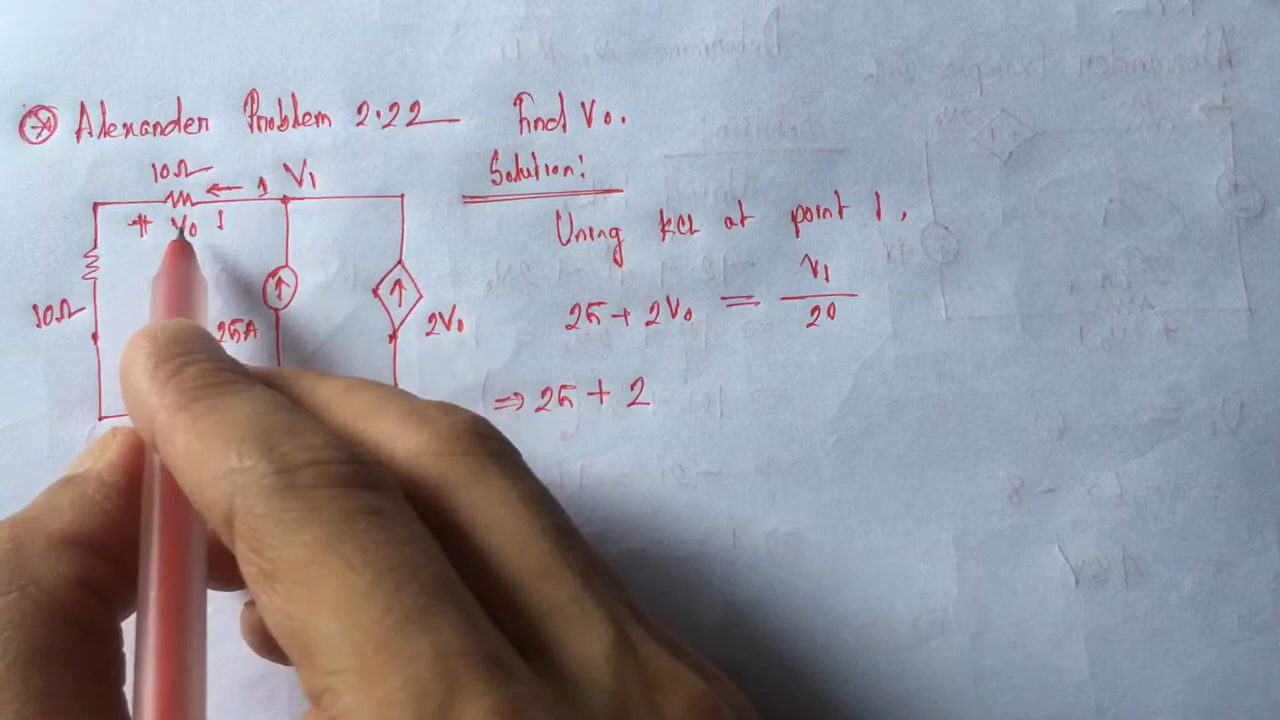 Alexander Problem 2.22 Find V0.
Solution:
10Ω V1
+ V0
10Ω
25A
2V0
Using kCL at point 1,
25 + 2V0 = V1/20
⇒ 25 + 2